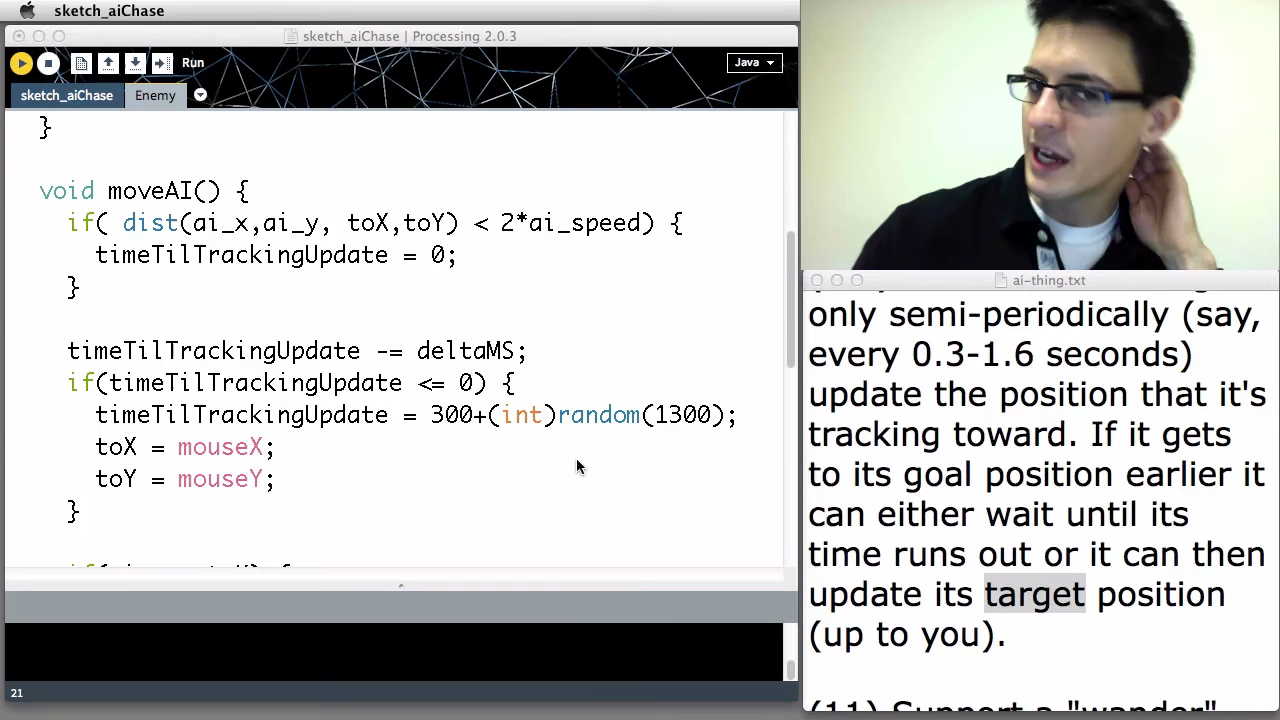 sketch_aiChase
sketch_aiChase | Processing 2.0.3
Run
Java
sketch_aiChase
Enemy
}
void moveAI() {
if( dist(ai_x,ai_y, toX,toY) < 2*ai_speed) {
timeTilTrackingUpdate = 0;
}
timeTilTrackingUpdate -= deltaMS;
if(timeTilTrackingUpdate <= 0) {
timeTilTrackingUpdate = 300+(int)random(1300);
toX = mouseX;
toY = mouseY;
}
21
ai-thing.txt
only semi-periodically (say,
every 0.3-1.6 seconds)
update the position that it's
tracking toward. If it gets
to its goal position earlier it
can either wait until its
time runs out or it can then
update its target position
(up to you).
(11) Support a "wander"